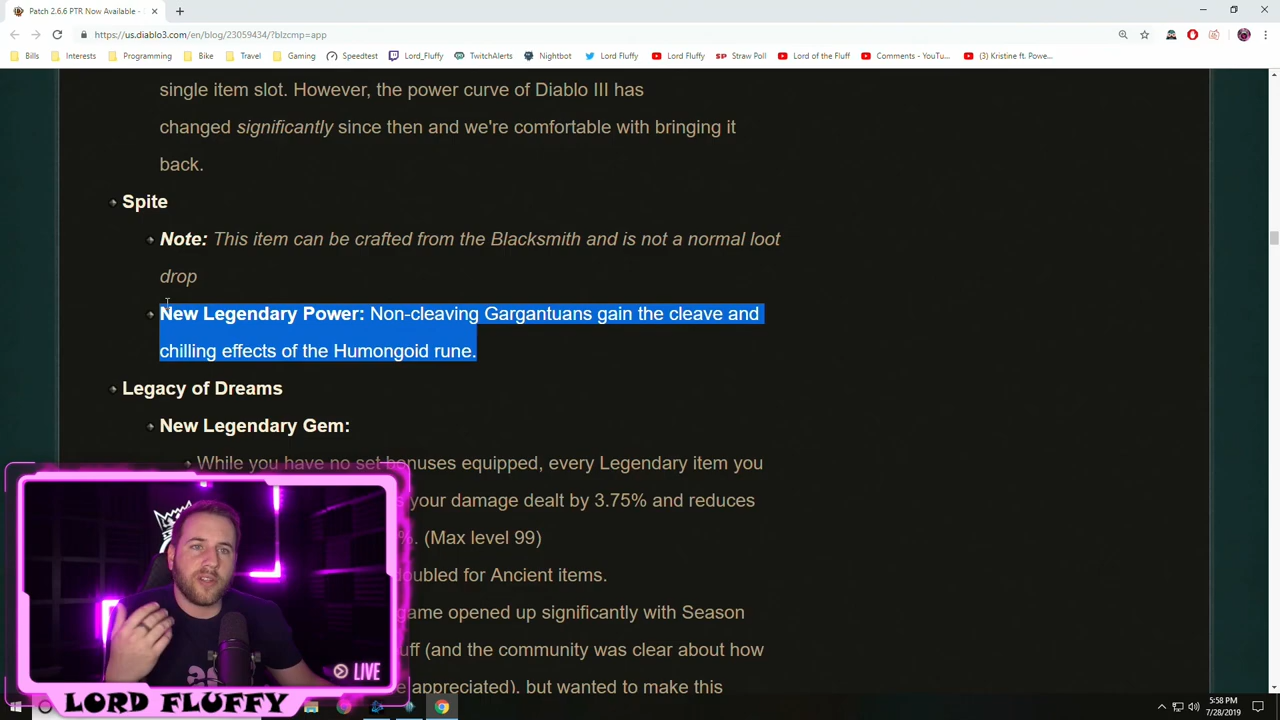 Patch 2.6.6 PTR Now Available -
https://us.diablo3.com/en/blog/23059434/?blzcmp=app
Bills Interests Programming Bike Travel Gaming Speedtest Lord_Fluffy TwitchAlerts Nightbot Lord Fluffy Lord Fluffy SP Straw Poll Lord of the Fluff Comments - YouTu... (3) Kristine ft. Powe...
single item slot. However, the power curve of Diablo III has
changed significantly since then and we're comfortable with bringing it
back.
Spite
Note: This item can be crafted from the Blacksmith and is not a normal loot
drop
New Legendary Power: Non-cleaving Gargantuans gain the cleave and
chilling effects of the Humongoid rune.
Legacy of Dreams
New Legendary Gem:
While you have no set bonuses equipped, every Legendary item you
your damage dealt by 3.75% and reduces
%. (Max level 99)
doubled for Ancient items.
game opened up significantly with Season
uff (and the community was clear about how
appreciated), but wanted to make this
LIVE
LORD FLUFFY
5:58 PM
7/28/2019